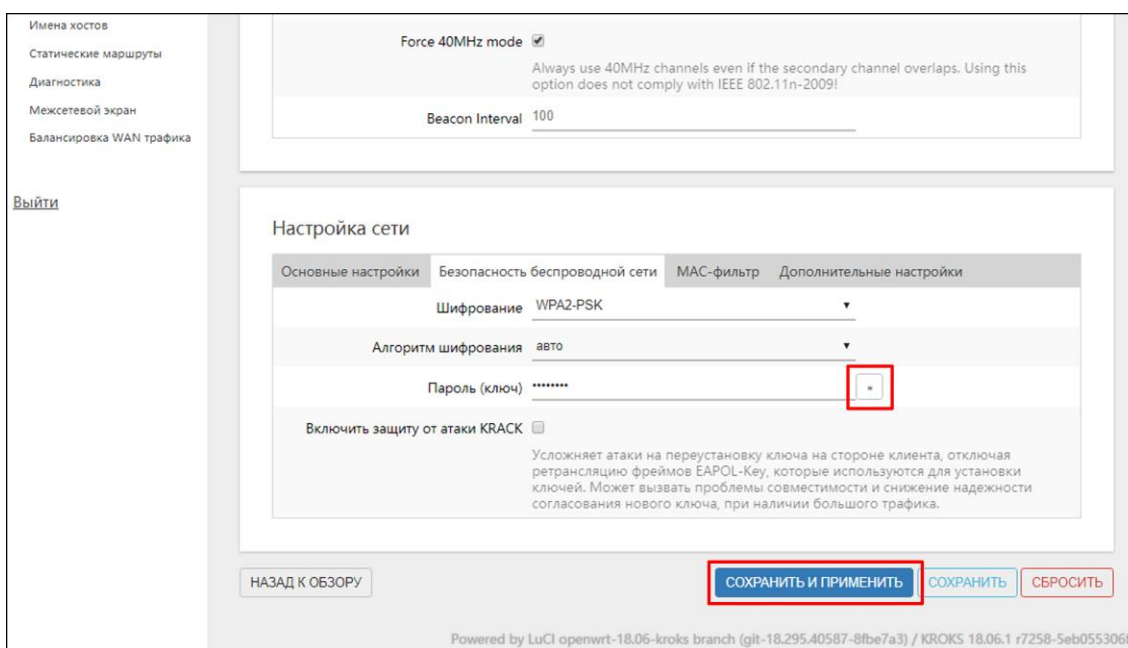 Имена хостов
Статические маршруты
Диагностика
Межсетевой экран
Балансировка WAN трафика
Выйти
Force 40MHz mode
Always use 40MHz channels even if the secondary channel overlaps. Using this
option does not comply with IEEE 802.11n-2009!
Beacon Interval 100
Настройка сети
Основные настройки Безопасность беспроводной сети MAC-фильтр Дополнительные настройки
Шифрование WPA2-PSK
Алгоритм шифрования авто
Пароль (ключ) •••••••• *
Включить защиту от атаки KRACK
Усложняет атаки на переустановку ключа на стороне клиента, отключая
ретрансляцию фреймов EAPOL-Key, которые используются для установки
ключей. Может вызвать проблемы совместимости и снижение надежности
согласования нового ключа, при наличии большого трафика.
НАЗАД К ОБЗОРУ СОХРАНИТЬ И ПРИМЕНИТЬ СОХРАНИТЬ СБРОСИТЬ
Powered by LuCI openwrt-18.06-kroks branch (git-18.295.40587-8fbe7a3) / KROKS 18.06.1 r7258-5eb055306f